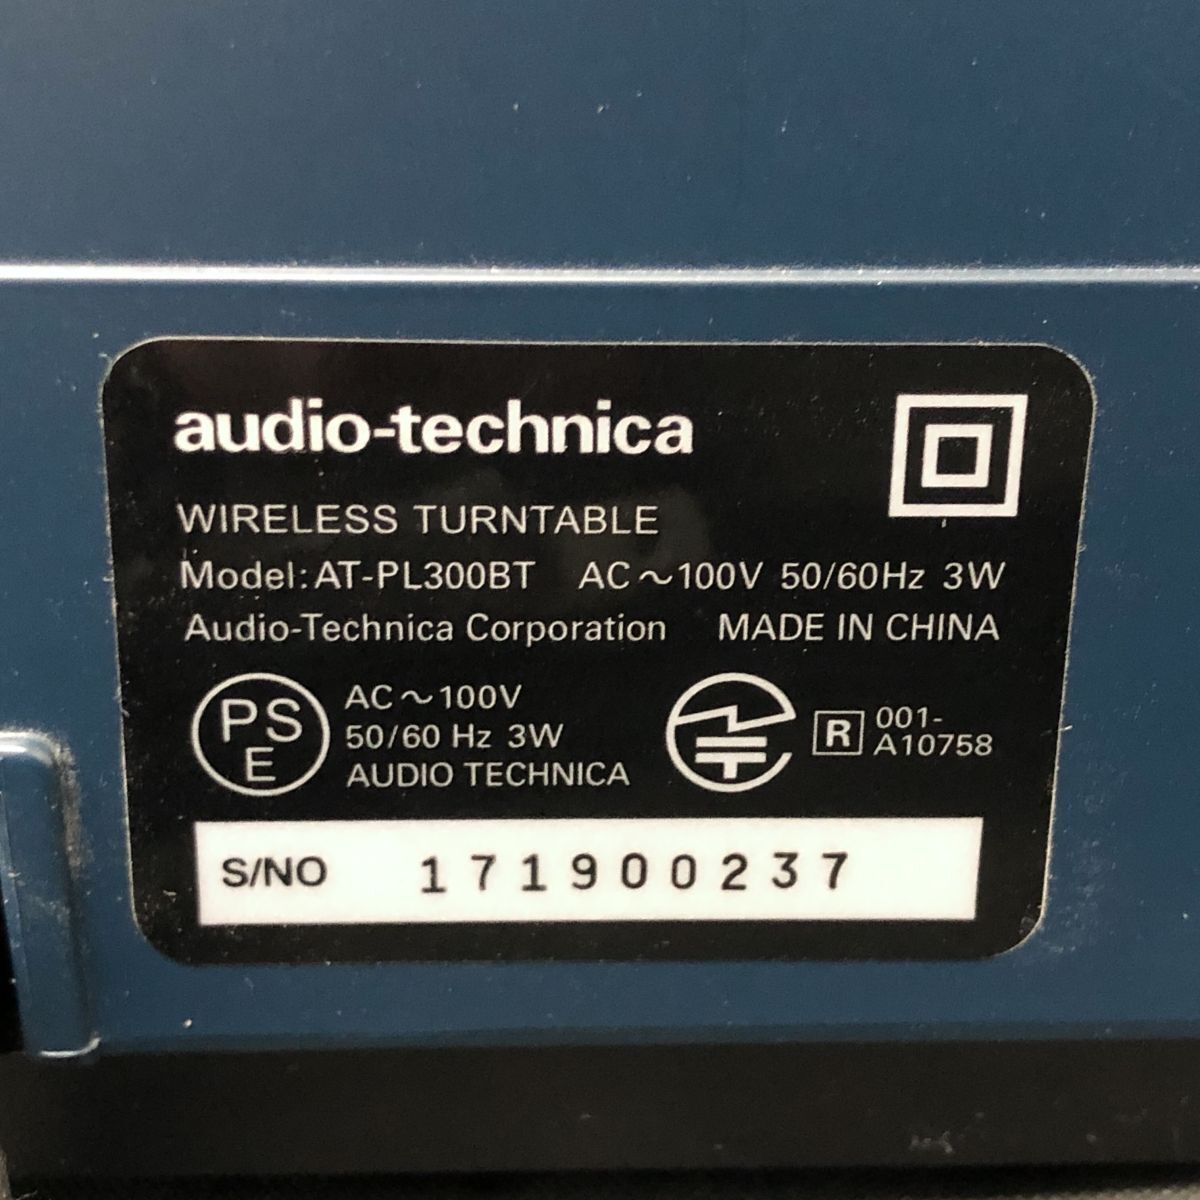 audio-technica
WIRELESS TURNTABLE
Model: AT-PL300BT AC～100V 50/60Hz 3W
Audio-Technica Corporation MADE IN CHINA
PS
E
AC～100V
50/60 Hz 3W
AUDIO TECHNICA
R 001-
A10758
S/NO 171900237